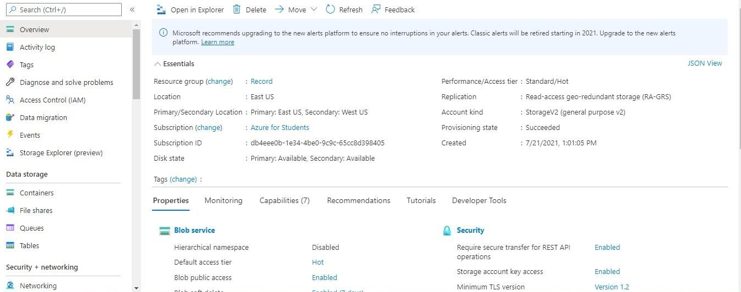 Search (Ctrl+/)
«
Open in Explorer
Delete
Move
Refresh
Feedback
Overview
Activity log
Tags
Diagnose and solve problems
Access Control (IAM)
Data migration
Events
Storage Explorer (preview)
Data storage
Containers
File shares
Queues
Tables
Security + networking
Networking
Microsoft recommends upgrading to the new alerts platform to ensure no interruptions in your alerts. Classic alerts will be retired starting in 2021. Upgrade to the new alerts
platform. Learn more
Essentials
JSON View
Resource group (change) : Record
Location : East US
Primary/Secondary Location : Primary: East US, Secondary: West US
Subscription (change) : Azure for Students
Subscription ID : db4eee0b-1e34-4be0-9c9c-65cc8d398405
Disk state : Primary: Available, Secondary: Available
Performance/Access tier : Standard/Hot
Replication : Read-access geo-redundant storage (RA-GRS)
Account kind : StorageV2 (general purpose v2)
Provisioning state : Succeeded
Created : 7/21/2021, 1:01:05 PM
Tags (change) :
Properties
Monitoring
Capabilities (7)
Recommendations
Tutorials
Developer Tools
Blob service
Hierarchical namespace Disabled
Default access tier Hot
Blob public access Enabled
Blob soft delete Enabled (7 days)
Security
Require secure transfer for REST API Enabled
operations
Storage account key access Enabled
Minimum TLS version Version 1.2